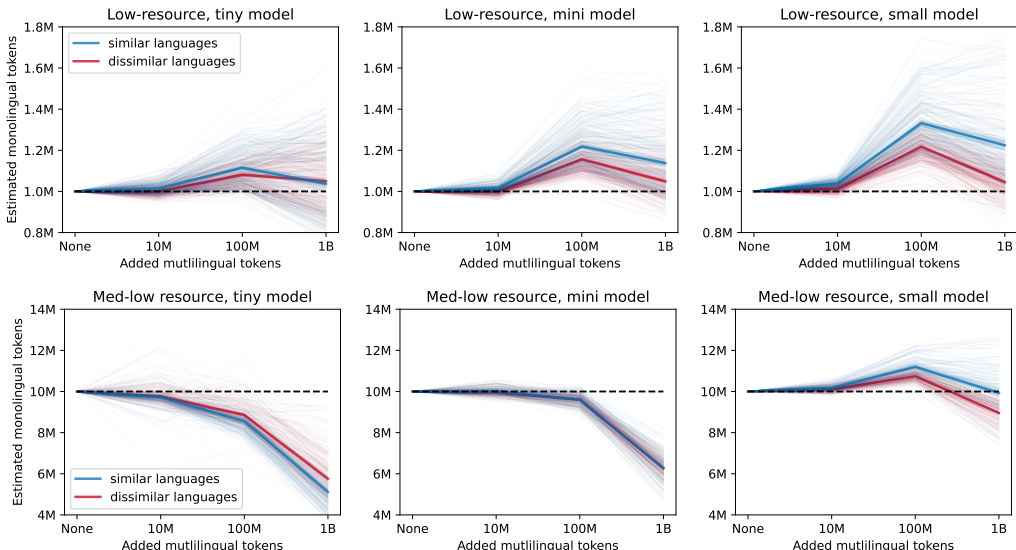 Low-resource, tiny model
Low-resource, mini model
Low-resource, small model
Estimated monolingual tokens
1.8M
1.6M
1.4M
1.2M
1.0M
0.8M
similar languages
dissimilar languages
None
10M
100M
1B
Added mutlilingual tokens
1.8M
1.6M
1.4M
1.2M
1.0M
0.8M
None
10M
100M
1B
Added mutlilingual tokens
1.8M
1.6M
1.4M
1.2M
1.0M
0.8M
None
10M
100M
1B
Added mutlilingual tokens
Med-low resource, tiny model
Med-low resource, mini model
Med-low resource, small model
Estimated monolingual tokens
14M
12M
10M
8M
6M
4M
similar languages
dissimilar languages
None
10M
100M
1B
Added mutlilingual tokens
14M
12M
10M
8M
6M
4M
None
10M
100M
1B
Added mutlilingual tokens
14M
12M
10M
8M
6M
4M
None
10M
100M
1B
Added mutlilingual tokens